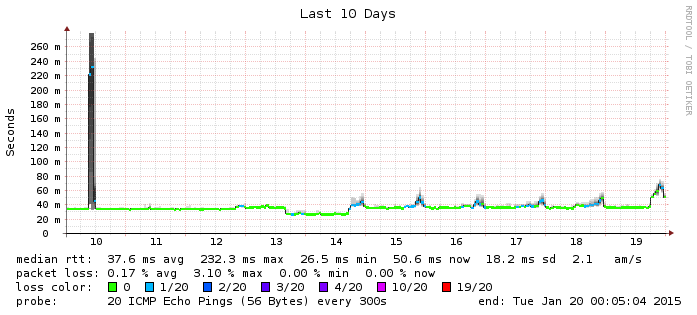 Last 10 Days
RRDTOOL / TOBI OETIKER
Seconds
260 m
240 m
220 m
200 m
180 m
160 m
140 m
120 m
100 m
80 m
60 m
40 m
20 m
0
10 11 12 13 14 15 16 17 18 19
median rtt: 37.6 ms avg 232.3 ms max 26.5 ms min 50.6 ms now 18.2 ms sd 2.1 am/s
packet loss: 0.17 % avg 3.10 % max 0.00 % min 0.00 % now
loss color: 0 1/20 2/20 3/20 4/20 10/20 19/20
probe: 20 ICMP Echo Pings (56 Bytes) every 300s end: Tue Jan 20 00:05:04 2015